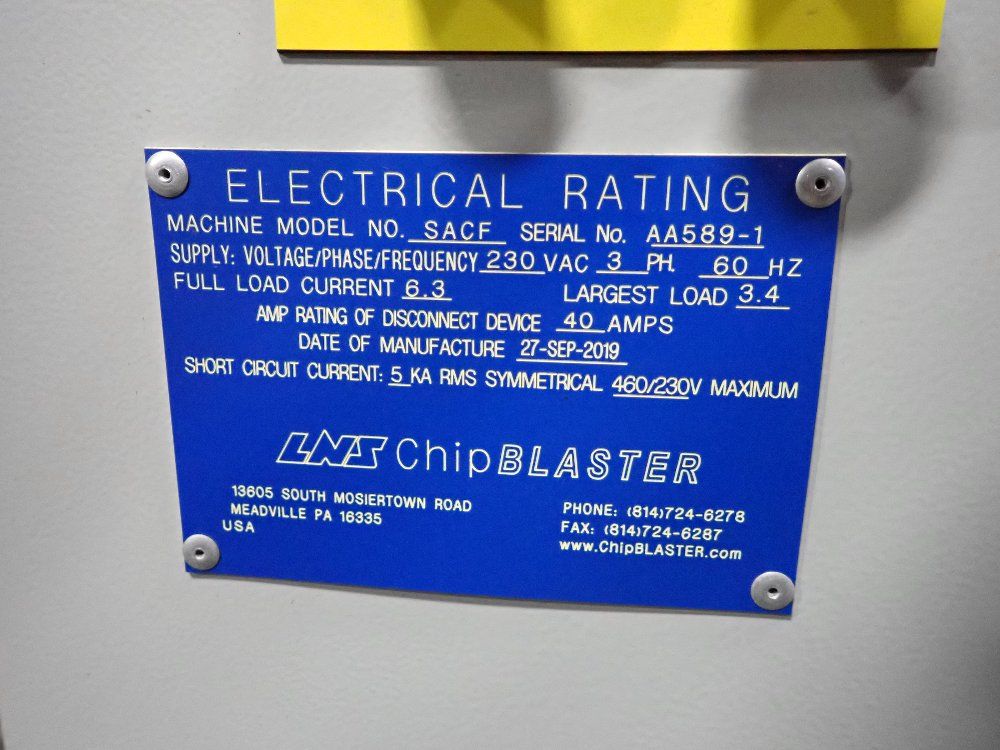 ELECTRICAL RATING
MACHINE MODEL NO. SACF SERIAL No. AA589-1
SUPPLY: VOLTAGE/PHASE/FREQUENCY 230 VAC 3 PH. 60 HZ
FULL LOAD CURRENT 6.3 LARGEST LOAD 3.4
AMP RATING OF DISCONNECT DEVICE 40 AMPS
DATE OF MANUFACTURE 27-SEP-2019
SHORT CIRCUIT CURRENT: 5 KA RMS SYMMETRICAL 460/230V MAXIMUM
LNS ChipBLASTER
13605 SOUTH MOSIERTOWN ROAD
MEADVILLE PA 16335
USA
PHONE: (814)724-6278
FAX: (814)724-6287
www.ChipBLASTER.com